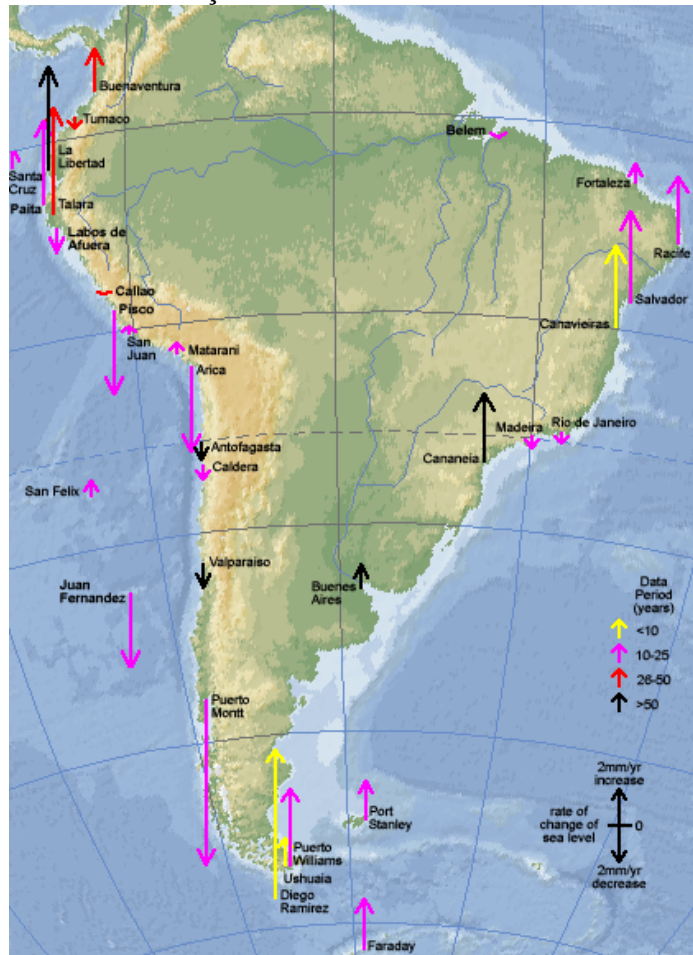 Buenaventura
Tumaco
Belem
La
Libertad
Santa
Cruz
Fortaleza
Paita
Talara
Labos de
Afuera
Racife
Callao
Pisco
Salvador
Canavieiras
San
Juan
Matarani
Arica
Madeira
Rio de Janeiro
Antofagasta
Cananeia
Caldera
San Felix
Valparaiso
Juan
Fernandez
Buenes
Aires
Data
Period
(years)
<10
10-25
26-50
>50
Puerto
Montt
2mm/yr
increase
Port
Stanley
rate of
change of
sea level
0
Puerto
Williams
Ushuaia
2mm/yr
decrease
Diego
Ramirez
Faraday